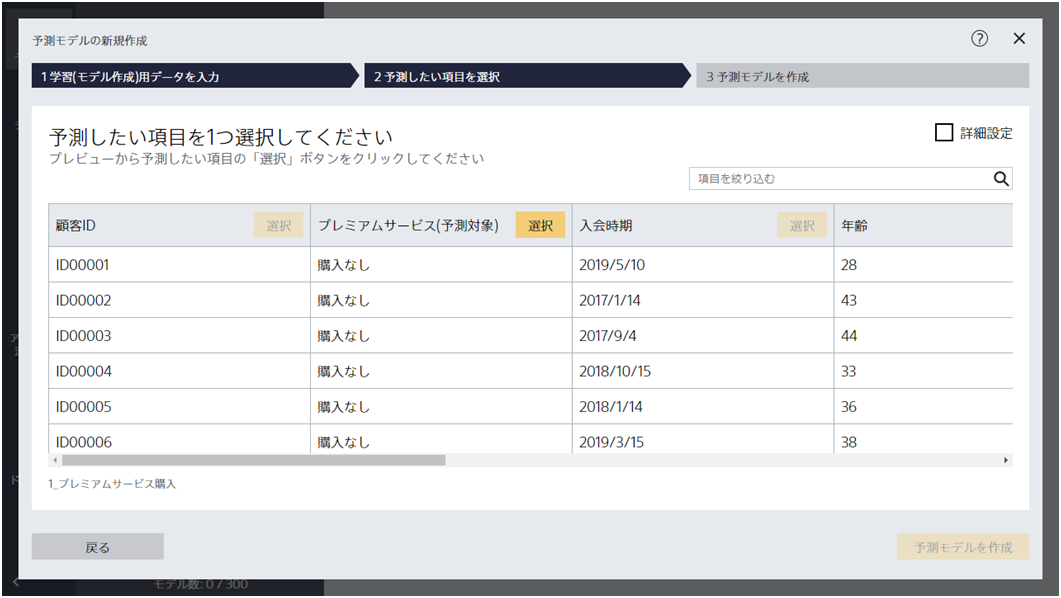 予測モデルの新規作成
1 学習(モデル作成)用データを入力
2 予測したい項目を選択
3 予測モデルを作成
予測したい項目を1つ選択してください
詳細設定
プレビューから予測したい項目の「選択」ボタンをクリックしてください
項目を絞り込む
顧客ID 選択 プレミアムサービス(予測対象) 選択 入会時期 選択 年齢
ID00001 購入なし 2019/5/10 28
ID00002 購入なし 2017/1/14 43
ID00003 購入なし 2017/9/4 44
ID00004 購入なし 2018/10/15 33
ID00005 購入なし 2018/1/14 36
ID00006 購入なし 2019/3/15 38
1_プレミアムサービス購入
戻る 予測モデルを作成
モデル数: 0 / 300